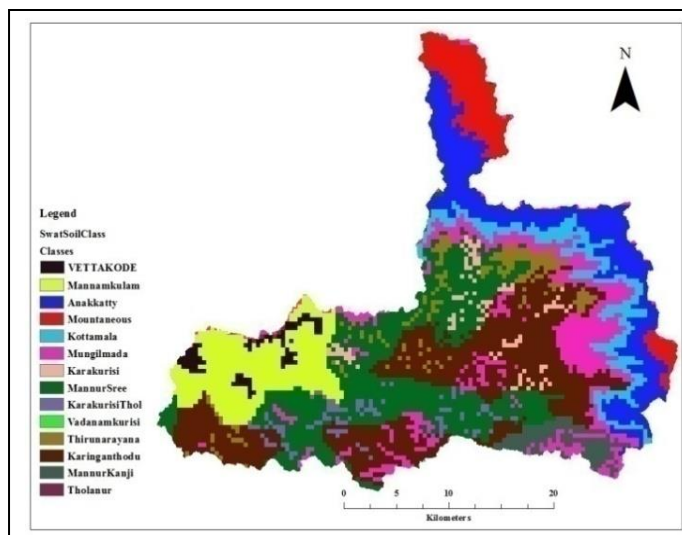 N
Legend
SwatSoilClass
Classes
VETTAKODE
Mannamkulam
Anakkatty
Mountaneous
Kottamala
Mungilmada
Karakurisi
MannurSree
KarakurisiThol
Vadanamkurisi
Thirunarayana
Karinganthodu
MannurKanji
Tholanur
0 5 10 20
Kilometers